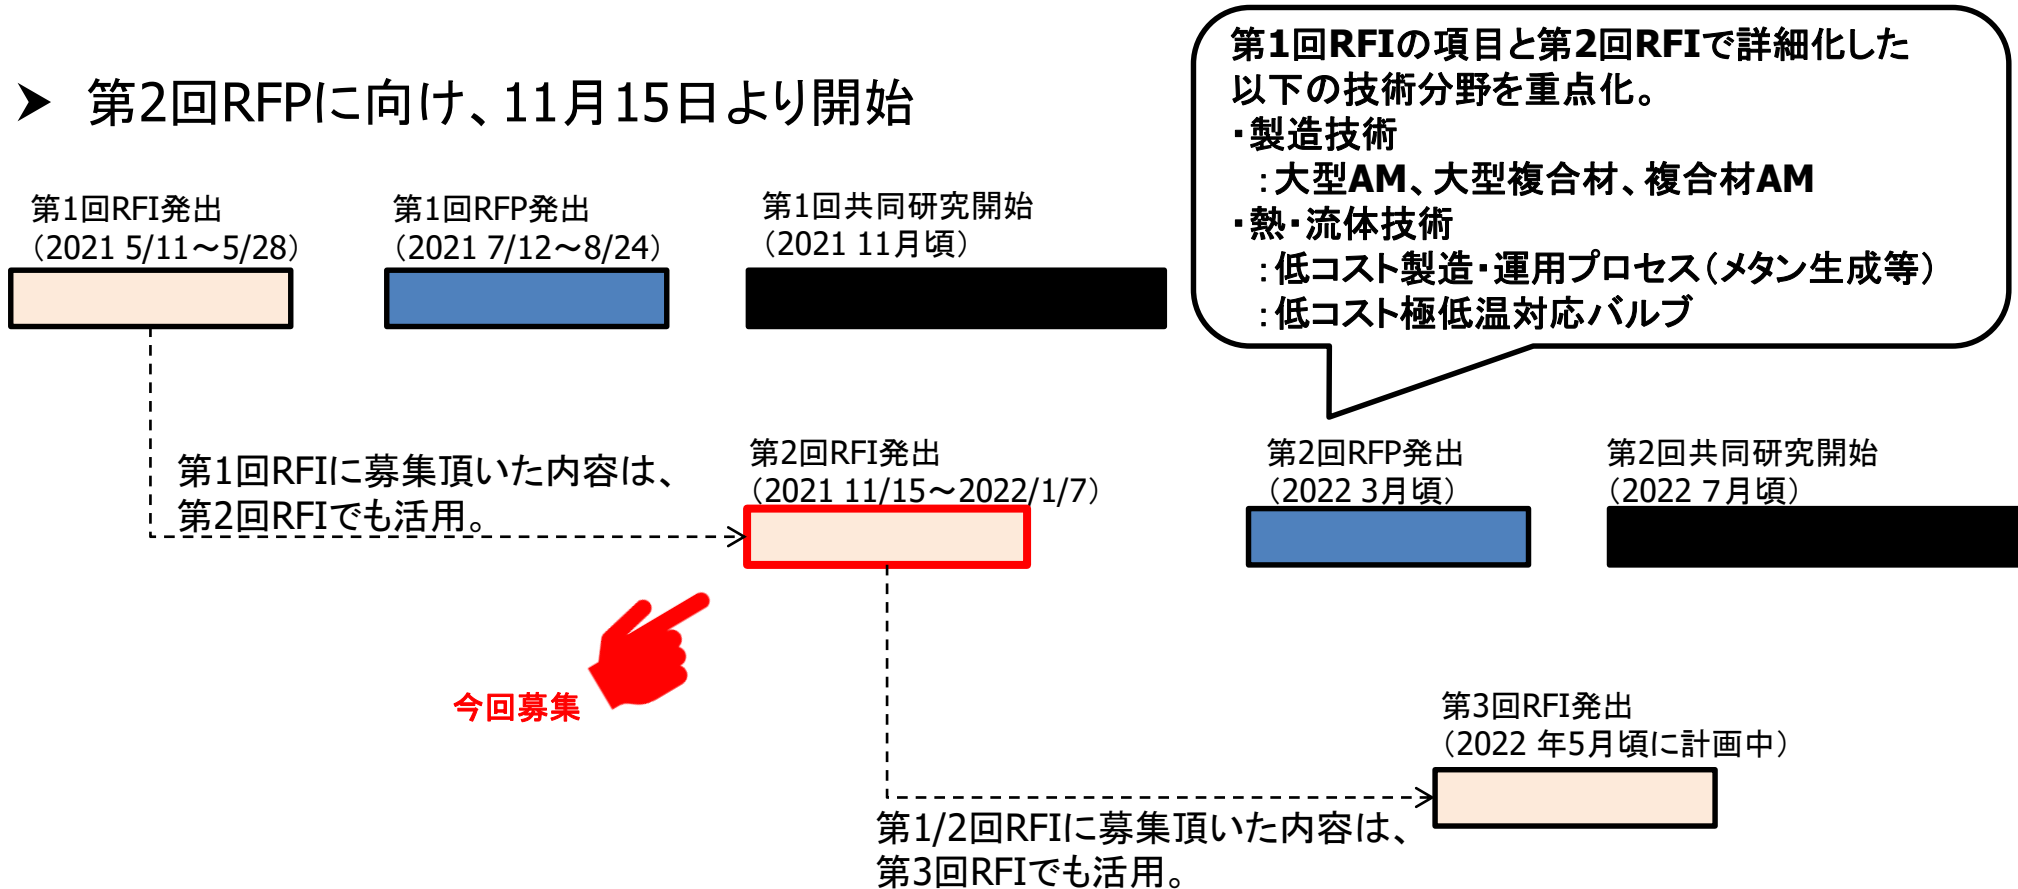 ➤ 第2回RFPに向け、11月15日より開始
第1回RFIの項目と第2回RFIで詳細化した
以下の技術分野を重点化。
・製造技術
：大型AM、大型複合材、複合材AM
・熱・流体技術
：低コスト製造・運用プロセス（メタン生成等）
：低コスト極低温対応バルブ
第1回RFI発出
（2021 5/11～5/28）
第1回RFP発出
（2021 7/12～8/24）
第1回共同研究開始
（2021 11月頃）
第1回RFIに募集頂いた内容は、
第2回RFIでも活用。
第2回RFI発出
（2021 11/15～2022/1/7）
第2回RFP発出
（2022 3月頃）
第2回共同研究開始
（2022 ７月頃）
今回募集
第3回RFI発出
（2022 年5月頃に計画中）
第1/2回RFIに募集頂いた内容は、
第3回RFIでも活用。